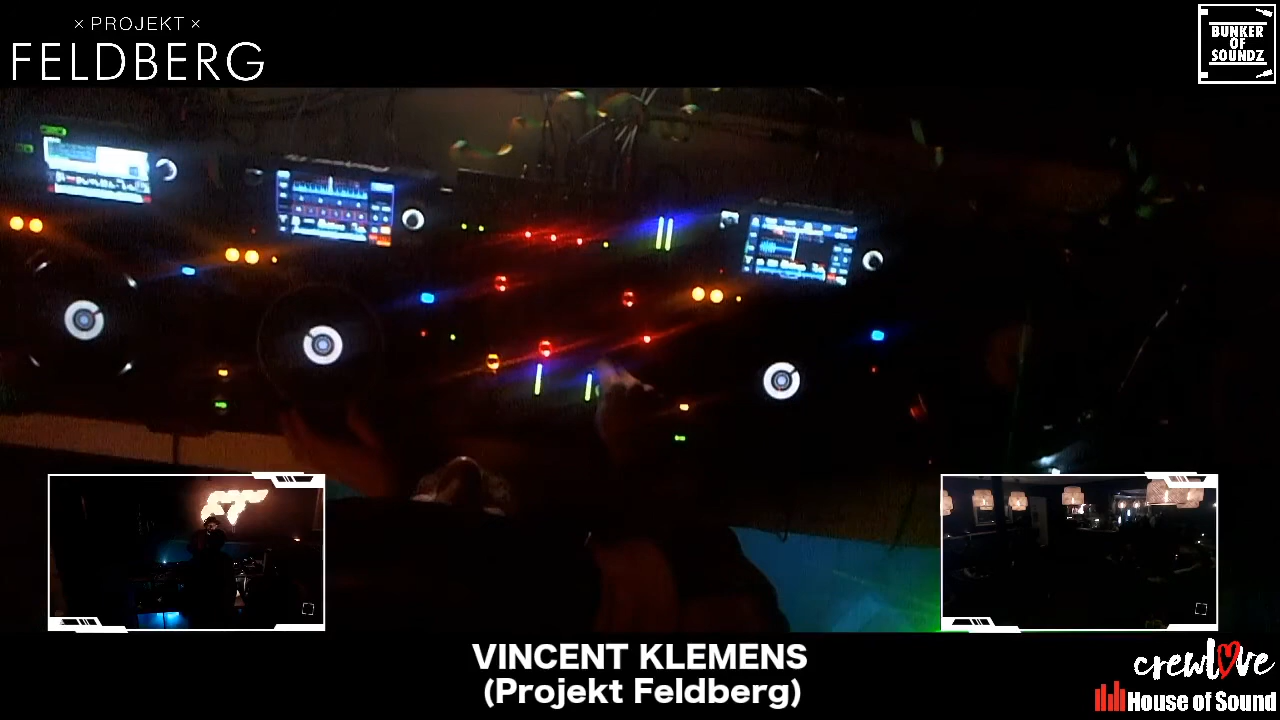 × PROJEKT ×
FELDBERG
BUNKER
OF
SOUNDZ
VINCENT KLEMENS
(Projekt Feldberg)
crewlove
House of Sound